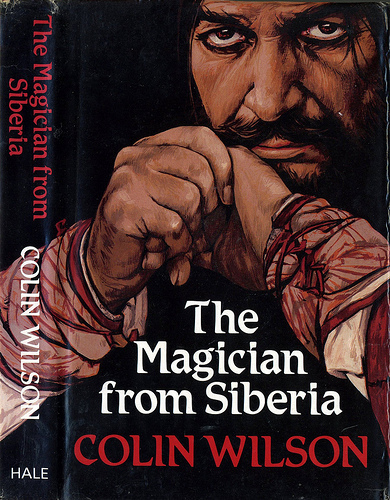 The Magician from
Siberia
COLIN WILSON
HALE
The
Magician
from Siberia
COLIN WILSON